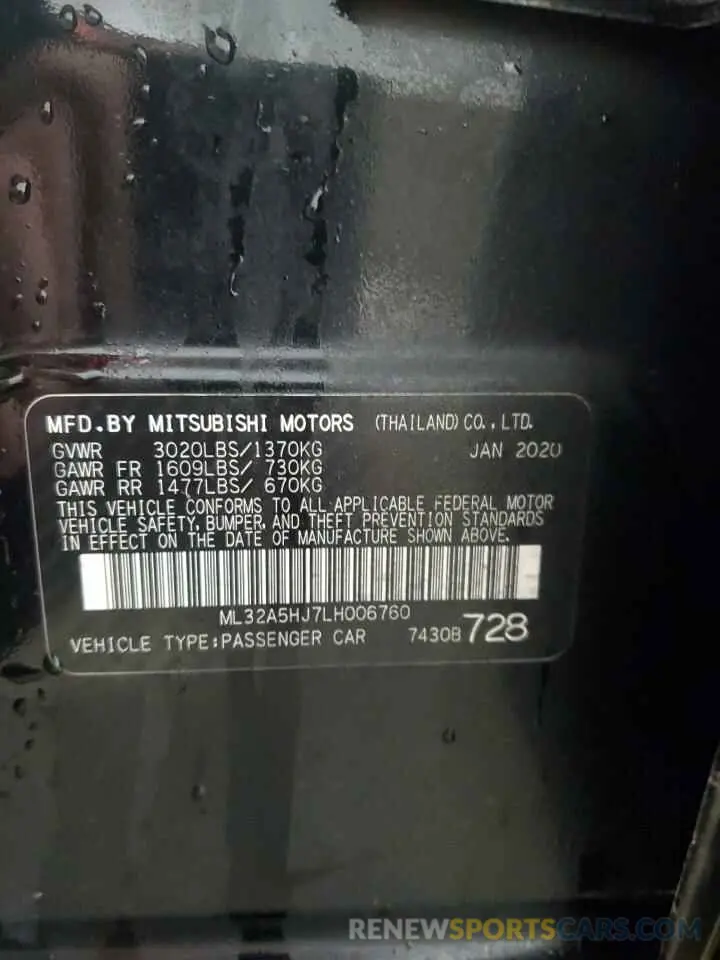 MFD.BY MITSUBISHI MOTORS (THAILAND)CO.,LTD.
GVWR 3020LBS/1370KG JAN 2020
GAWR FR 1609LBS/ 730KG
GAWR RR 1477LBS/ 670KG
THIS VEHICLE CONFORMS TO ALL APPLICABLE FEDERAL MOTOR
VEHICLE SAFETY, BUMPER, AND THEFT PREVENTION STANDARDS
IN EFFECT ON THE DATE OF MANUFACTURE SHOWN ABOVE.
ML32A5HJ7LH006760
VEHICLE TYPE:PASSENGER CAR 7430B 728
RENEWSPORTSCARS.COM